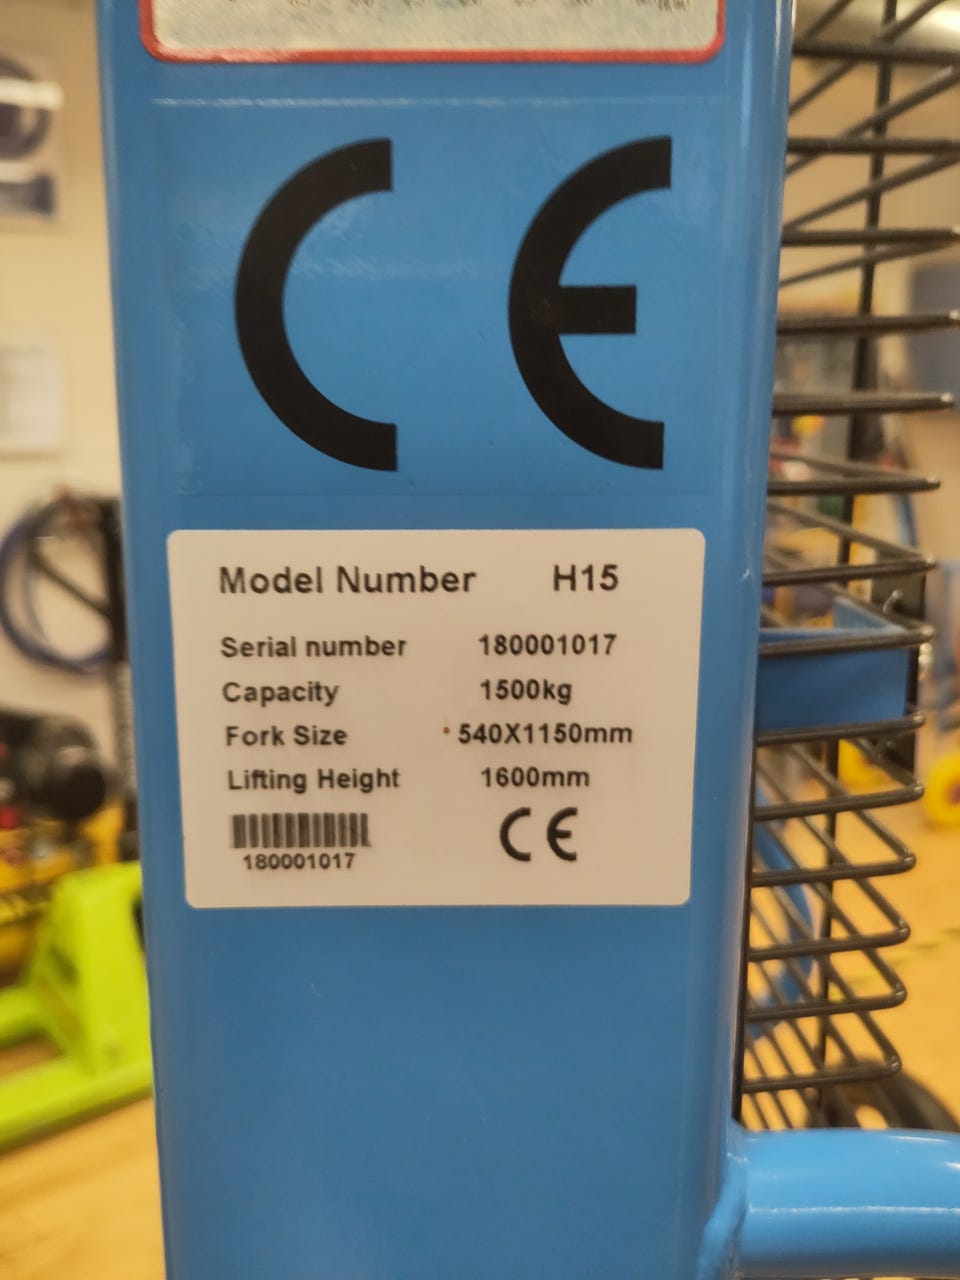 CE
Model Number H15
Serial number 180001017
Capacity 1500kg
Fork Size 540X1150mm
Lifting Height 1600mm
180001017 CE